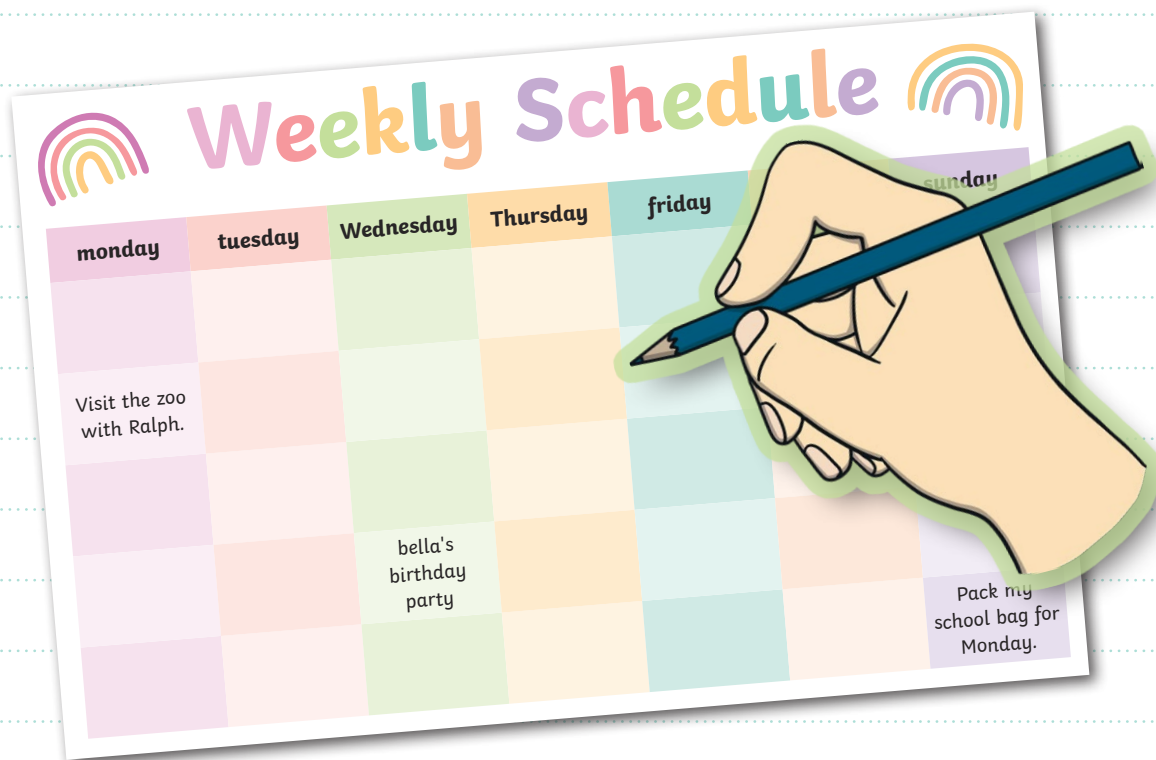 Weekly Schedule
monday tuesday Wednesday Thursday friday sunday
Visit the zoo
with Ralph.
bella's
birthday
party
Pack my
school bag for
Monday.